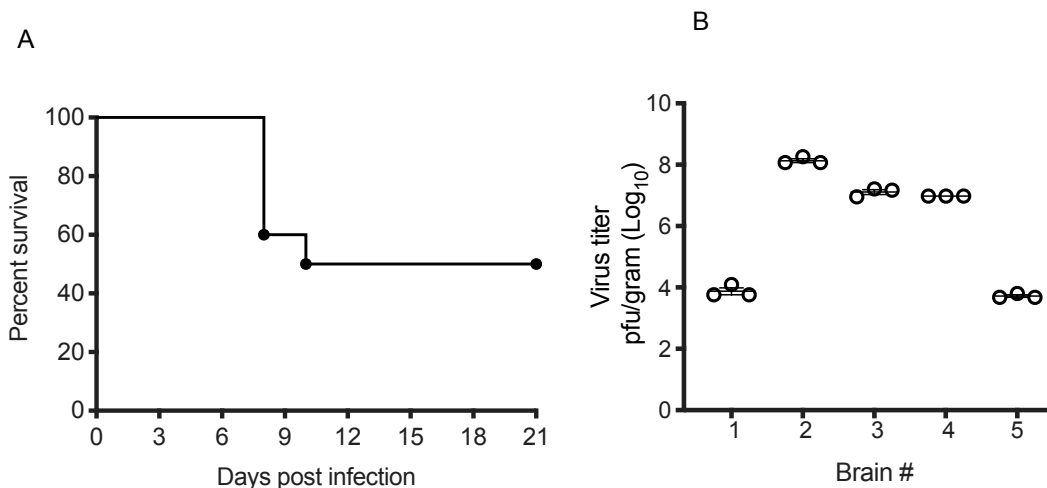 A
B
Percent survival
100
80
60
40
20
0
0 3 6 9 12 15 18 21
Days post infection
Virus titer
pfu/gram (Log10)
10
8
6
4
2
0
1 2 3 4 5
Brain #